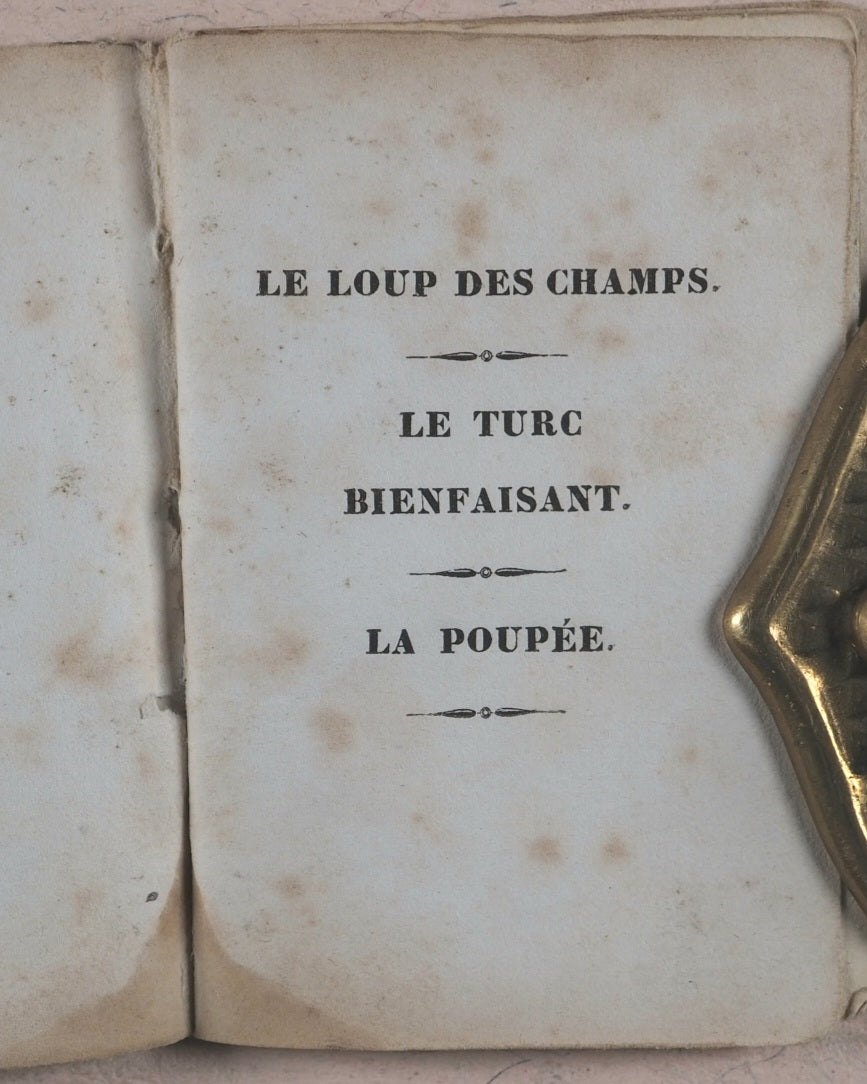 LE LOUP DES CHAMPS.
LE TURC
BIENFAISANT.
LA POUPÉE.